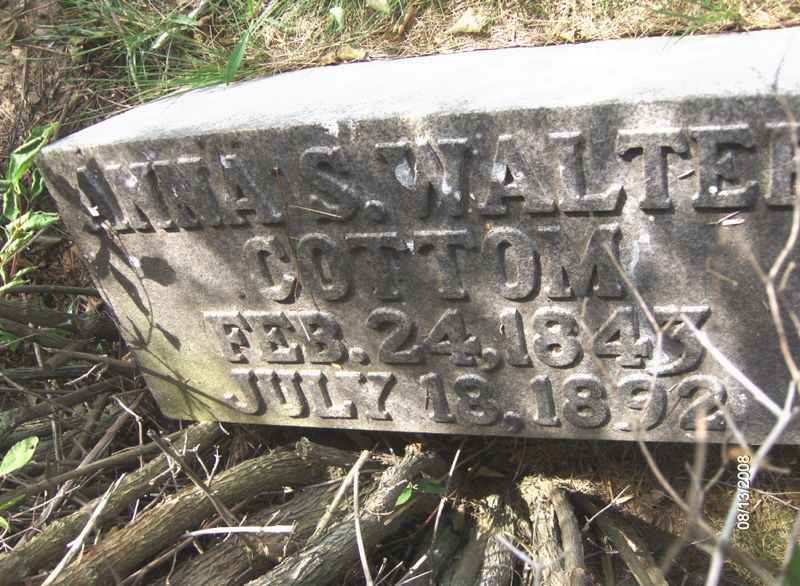 ANNA S. WALTER
COTTOM
FEB. 24, 1843
JULY 18, 1892
08/13/2008